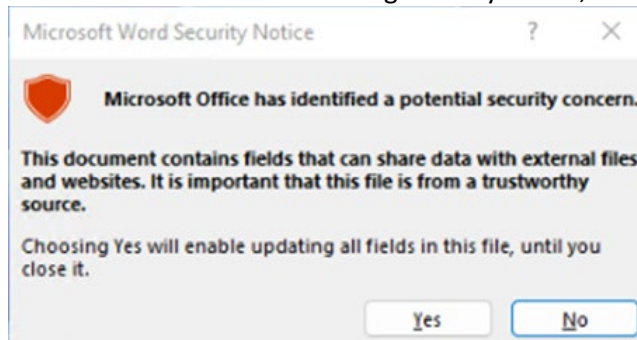 Microsoft Word Security Notice ? ×
Microsoft Office has identified a potential security concern.
This document contains fields that can share data with external files
and websites. It is important that this file is from a trustworthy
source.
Choosing Yes will enable updating all fields in this file, until you
close it.
Yes No